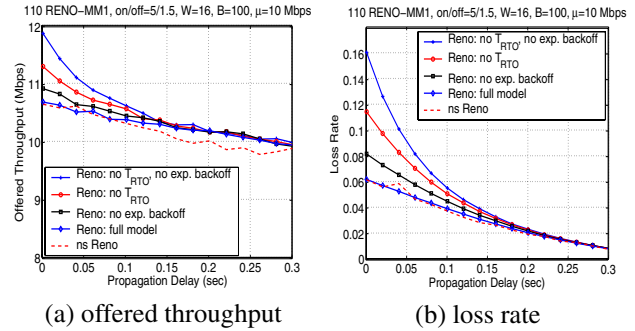 110 RENO-MM1, on/off=5/1.5, W=16, B=100, μ=10 Mbps
12
11
10
9
8
0
0.05
0.1
0.15
0.2
0.25
0.3
Offered Throughput (Mbps)
Propagation Delay (sec)
Reno: no T_RTO, no exp. backoff
Reno: no T_RTO
Reno: no exp. backoff
Reno: full model
ns Reno
(a) offered throughput
110 RENO-MM1, on/off=5/1.5, W=16, B=100, μ=10 Mbps
0.16
0.14
0.12
0.1
0.08
0.06
0.04
0.02
0
0
0.05
0.1
0.15
0.2
0.25
0.3
Loss Rate
Propagation Delay (sec)
Reno: no T_RTO, no exp. backoff
Reno: no T_RTO
Reno: no exp. backoff
Reno: full model
ns Reno
(b) loss rate